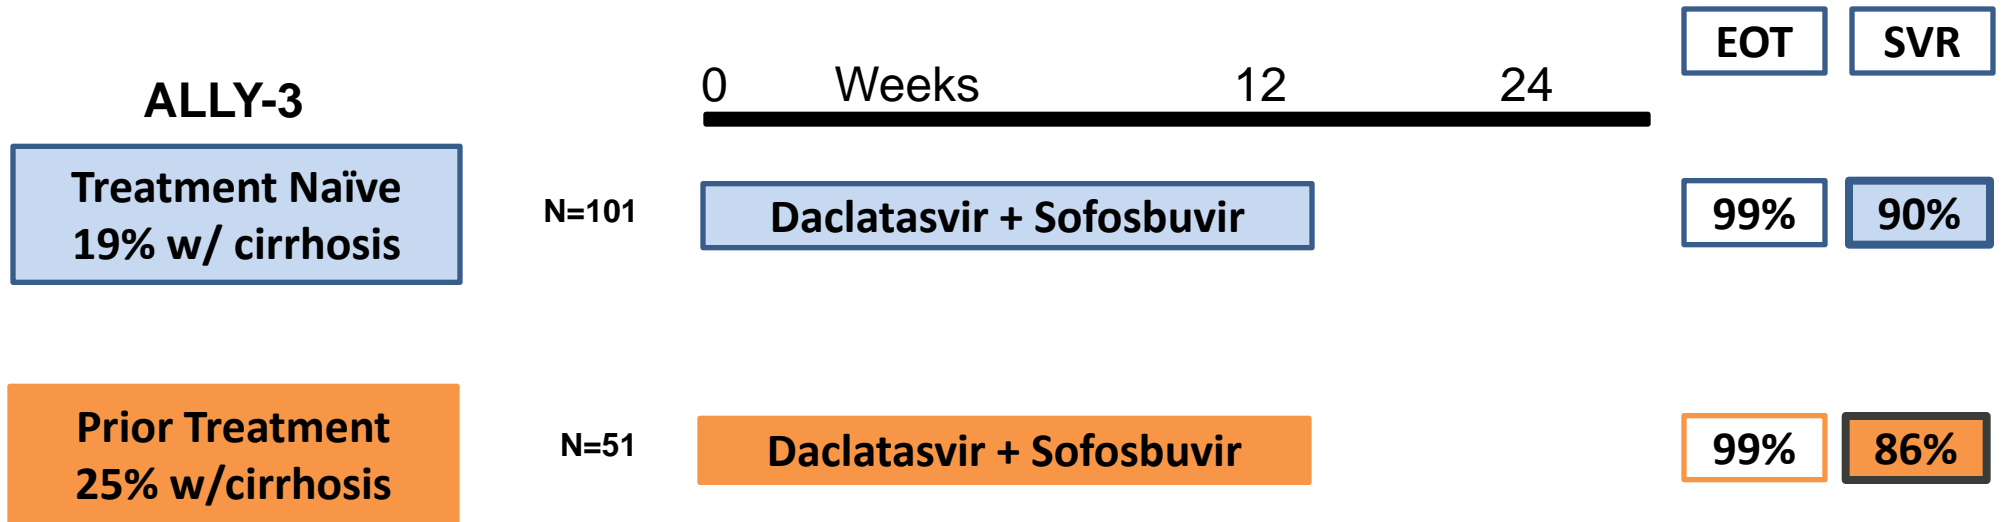 EOT SVR
0 Weeks 12 24
ALLY-3
Treatment Naïve
19% w/ cirrhosis
N=101
Daclatasvir + Sofosbuvir
99% 90%
Prior Treatment
25% w/cirrhosis
N=51
Daclatasvir + Sofosbuvir
99% 86%